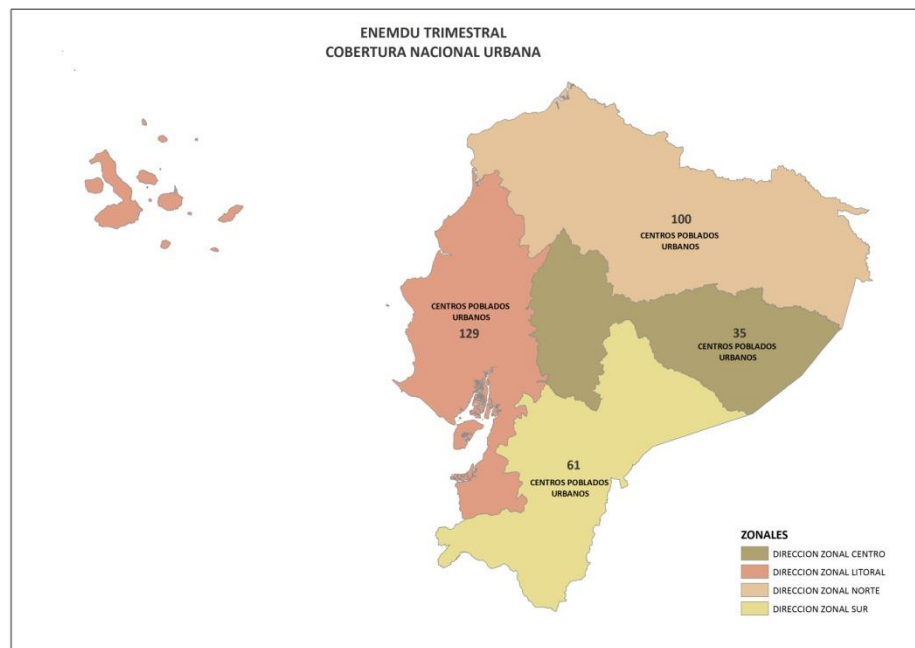 ENEMDU TRIMESTRAL
COBERTURA NACIONAL URBANA
100
CENTROS POBLADOS
URBANOS
CENTROS POBLADOS
URBANOS
129
35
CENTROS POBLADOS
URBANOS
61
CENTROS POBLADOS
URBANOS
ZONALES
DIRECCION ZONAL CENTRO
DIRECCION ZONAL LITORAL
DIRECCION ZONAL NORTE
DIRECCION ZONAL SUR